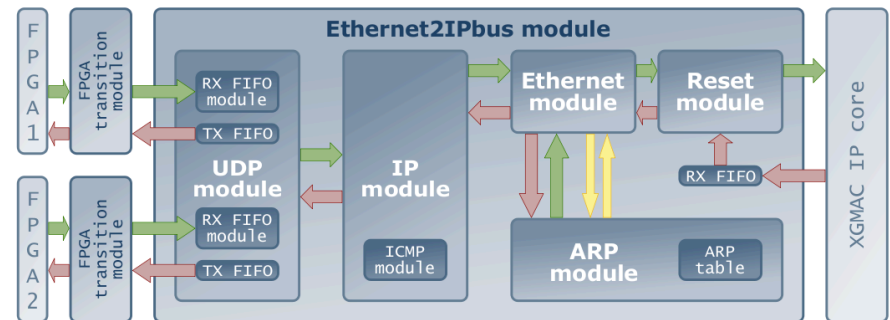 Ethernet2IPbus module
F
P
G
A
1
FPGA
transition
module
RX FIFO
module
TX FIFO
UDP
module
RX FIFO
module
TX FIFO
F
P
G
A
2
FPGA
transition
module
IP
module
ICMP
module
Ethernet
module
Reset
module
RX FIFO
ARP
module
ARP
table
XGMAC IP core